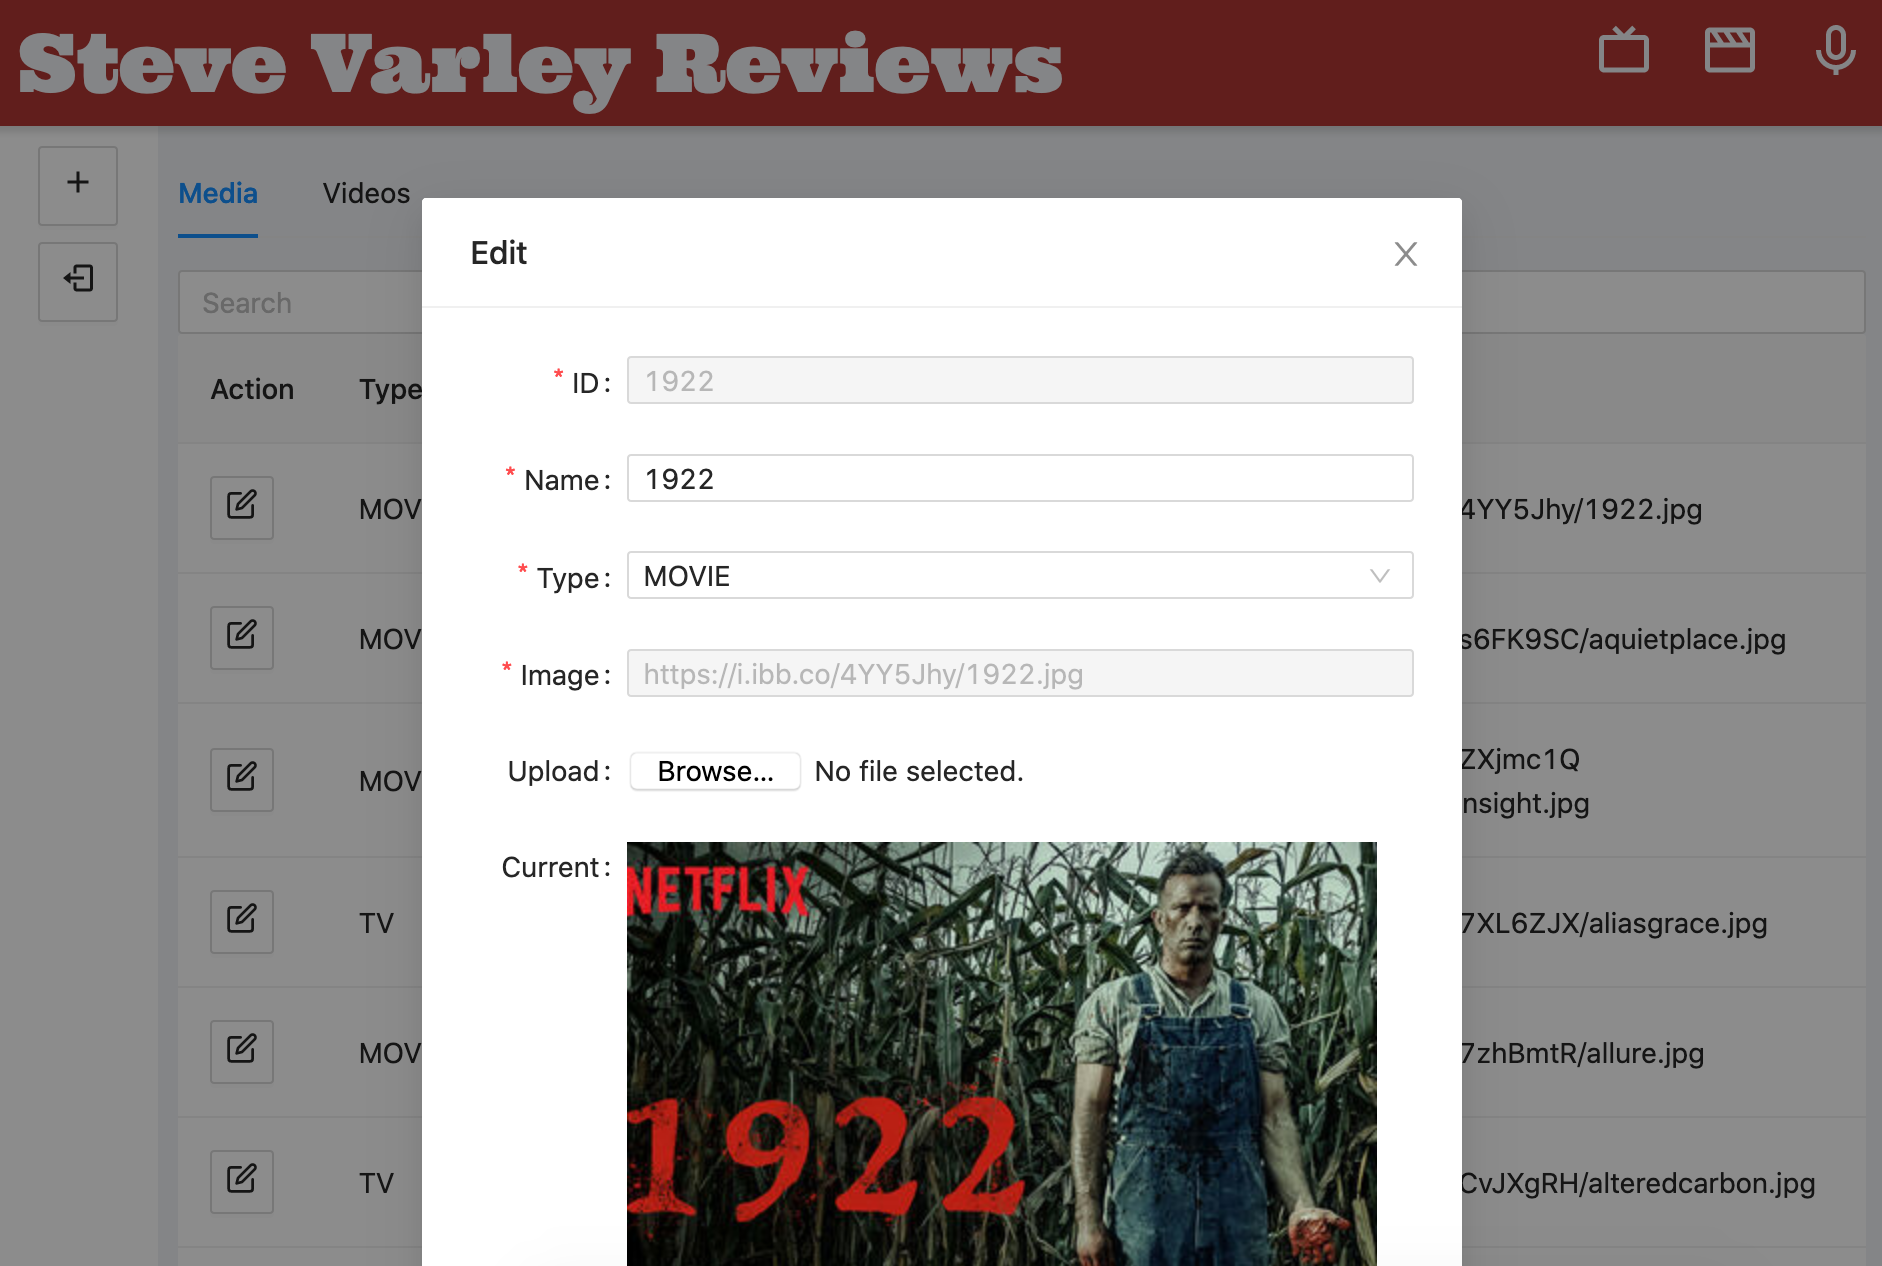 Steve Varley Reviews
Media Videos
Search
Action Type
MOV
4YY5Jhy/1922.jpg
MOV
s6FK9SC/aquietplace.jpg
MOV
ZXjmc1Q
nsight.jpg
TV
7XL6ZJX/aliasgrace.jpg
MOV
7zhBmtR/allure.jpg
TV
CvJXgRH/alteredcarbon.jpg
Edit
* ID: 1922
* Name: 1922
* Type: MOVIE
* Image: https://i.ibb.co/4YY5Jhy/1922.jpg
Upload: Browse... No file selected.
Current:
NETFLIX
1922